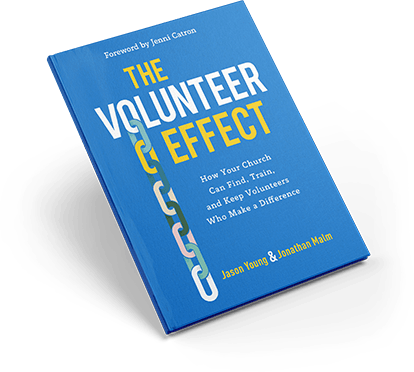 Foreword by Jenni Catron
THE
VOLUNTEER
EFFECT
How Your Church
Can Find, Train,
and Keep Volunteers
Who Make a Difference
Jason Young & Jonathan Malm